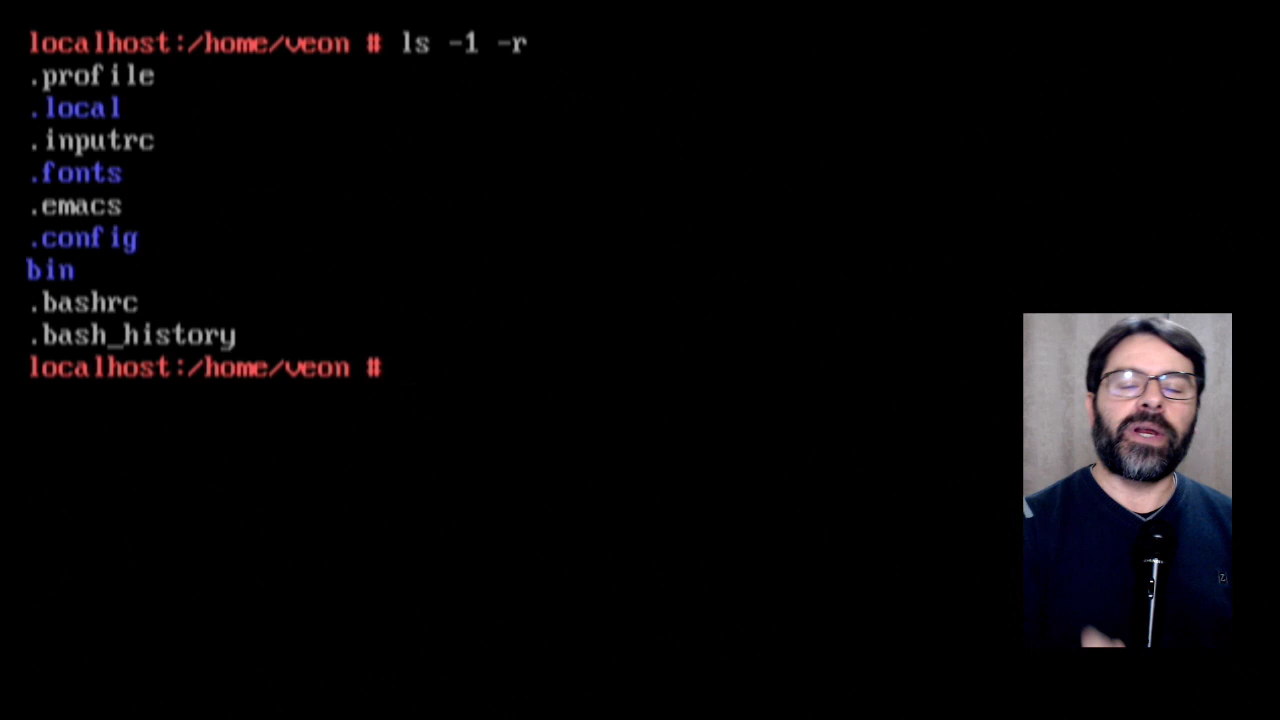 localhost:/home/veon # ls -1 -r
.profile
.local
.inputrc
.fonts
.emacs
.config
bin
.bashrc
.bash_history
localhost:/home/veon #